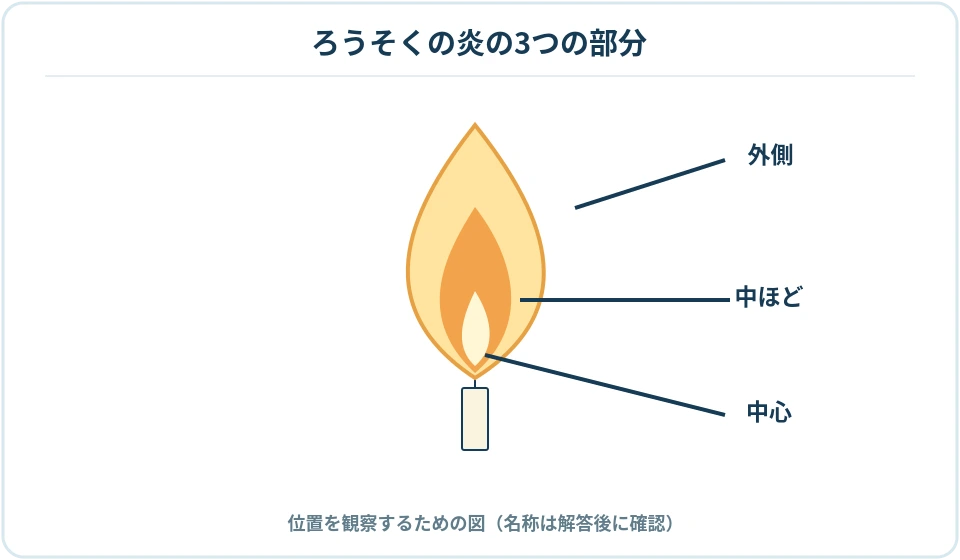 ろうそくの炎の3つの部分
外側
中ほど
中心
位置を観察するための図（名称は解答後に確認）